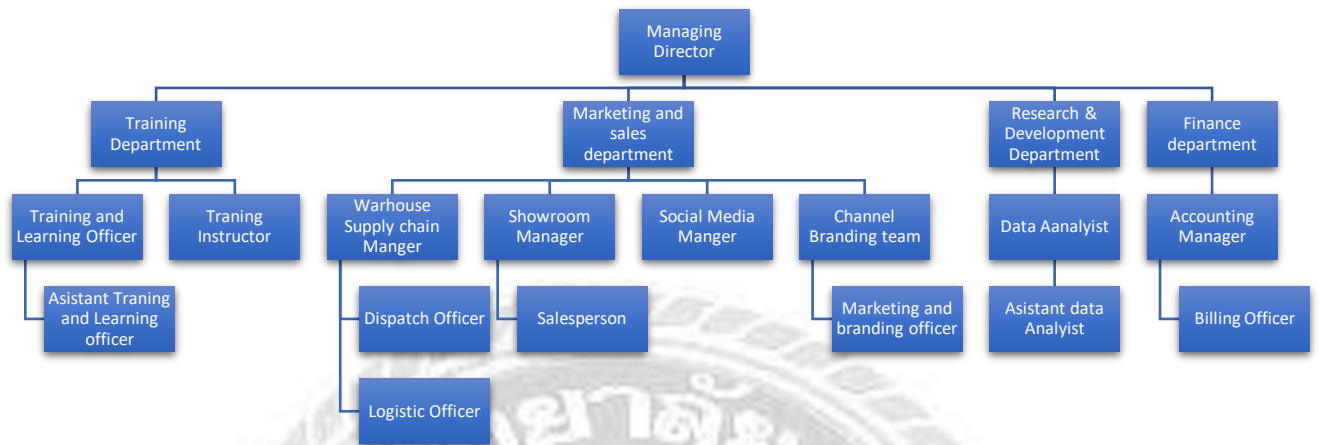 Managing
Director
Training
Department
Marketing and
sales
department
Research &
Development
Department
Finance
department
Training and
Learning Officer
Traning
Instructor
Warhouse
Supply chain
Manger
Showroom
Manager
Social Media
Manger
Channel
Branding team
Data Aanalyist
Accounting
Manager
Asistant Traning
and Learning
officer
Dispatch Officer
Salesperson
Marketing and
branding officer
Asistant data
Analyist
Billing Officer
Logistic Officer